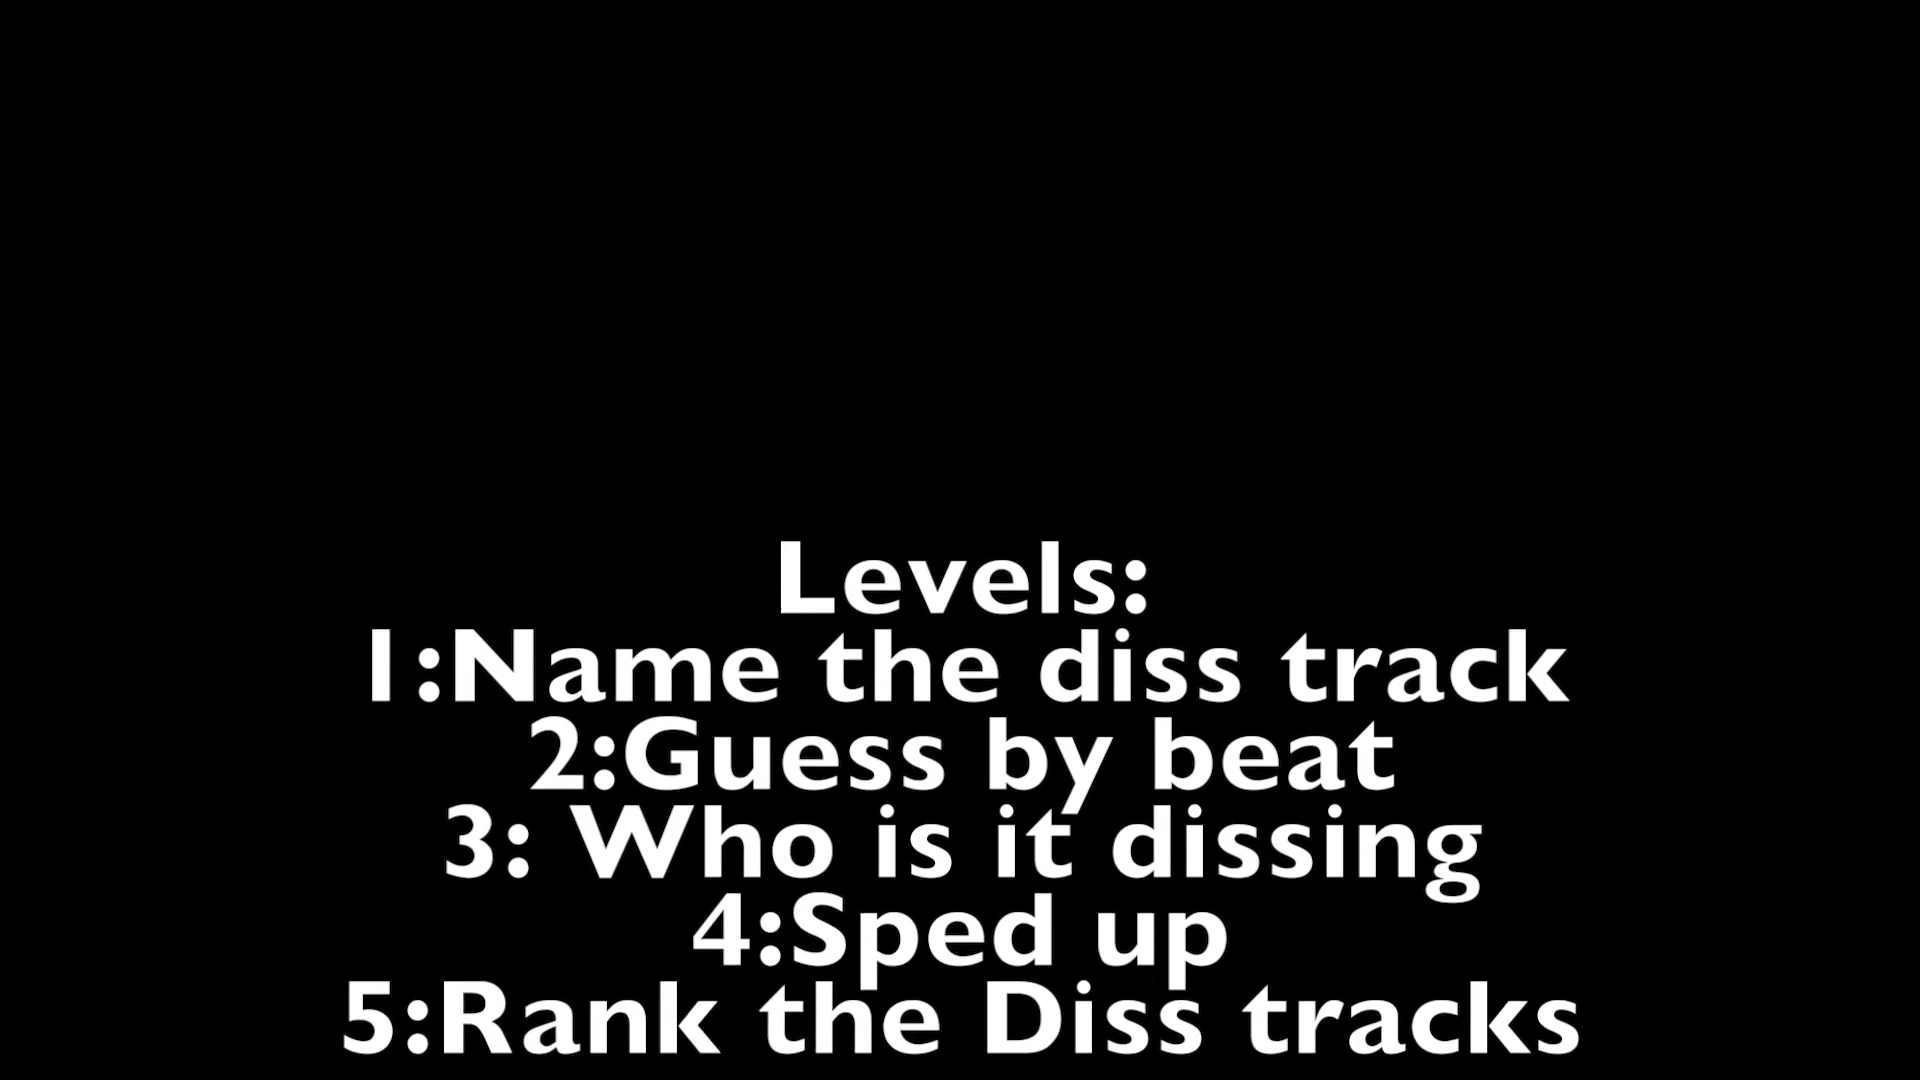 Levels:
1:Name the diss track
2:Guess by beat
3: Who is it dissing
4:Sped up
5:Rank the Diss tracks